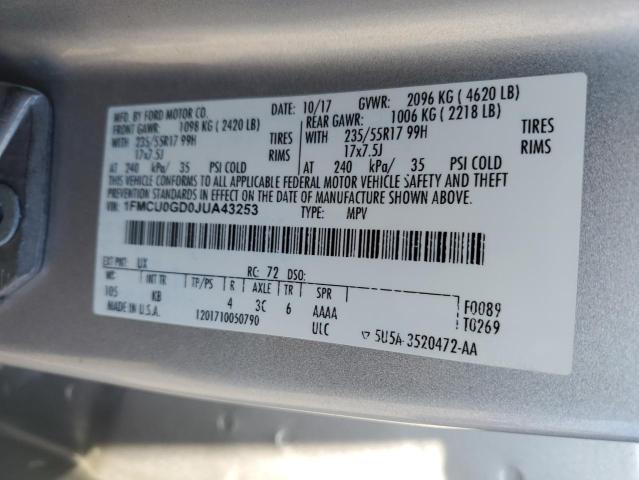 MFD. BY FORD MOTOR CO.
DATE: 10/17 GVWR: 2096 KG ( 4620 LB)
FRONT GAWR: 1098 KG ( 2420 LB) REAR GAWR: 1006 KG ( 2218 LB)
WITH 235/55R17 99H TIRES WITH 235/55R17 99H TIRES
17x7.5J RIMS 17x7.5J RIMS
AT 240 kPa/ 35 PSI COLD AT 240 kPa/ 35 PSI COLD
THIS VEHICLE CONFORMS TO ALL APPLICABLE FEDERAL MOTOR VEHICLE SAFETY AND THEFT
PREVENTION STANDARDS IN EFFECT ON THE DATE OF MANUFACTURE SHOWN ABOVE.
VIN: 1FMCU0GD0JUA43253 TYPE: MPV
EXT PNT: UX RC: 72 DSO:
WB INT TR TP/PS R AXLE TR SPR F0089
105 KB 4 3C 6 AAAA T0269
MADE IN U.S.A. 1201710050790 ULC 5U5A-3520472-AA